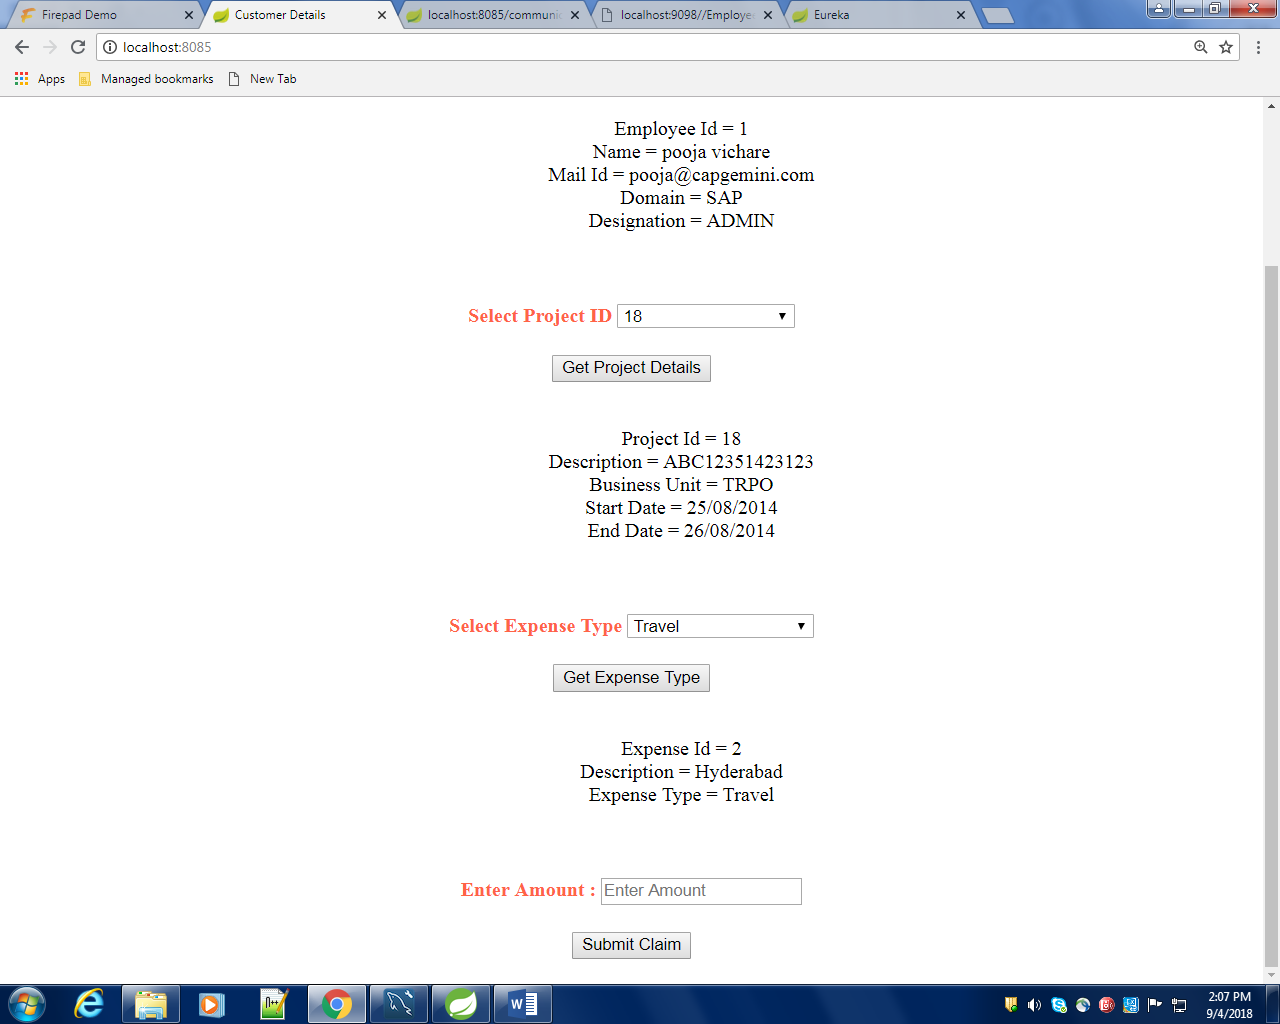 Firepad Demo
Customer Details
localhost:8085/communic
localhost:9098//Employe
Eureka
localhost:8085
Apps
Managed bookmarks
New Tab
Employee Id = 1
Name = pooja vichare
Mail Id = pooja@capgemini.com
Domain = SAP
Designation = ADMIN
Select Project ID 18
Get Project Details
Project Id = 18
Description = ABC12351423123
Business Unit = TRPO
Start Date = 25/08/2014
End Date = 26/08/2014
Select Expense Type Travel
Get Expense Type
Expense Id = 2
Description = Hyderabad
Expense Type = Travel
Enter Amount : Enter Amount
Submit Claim
2:07 PM
9/4/2018